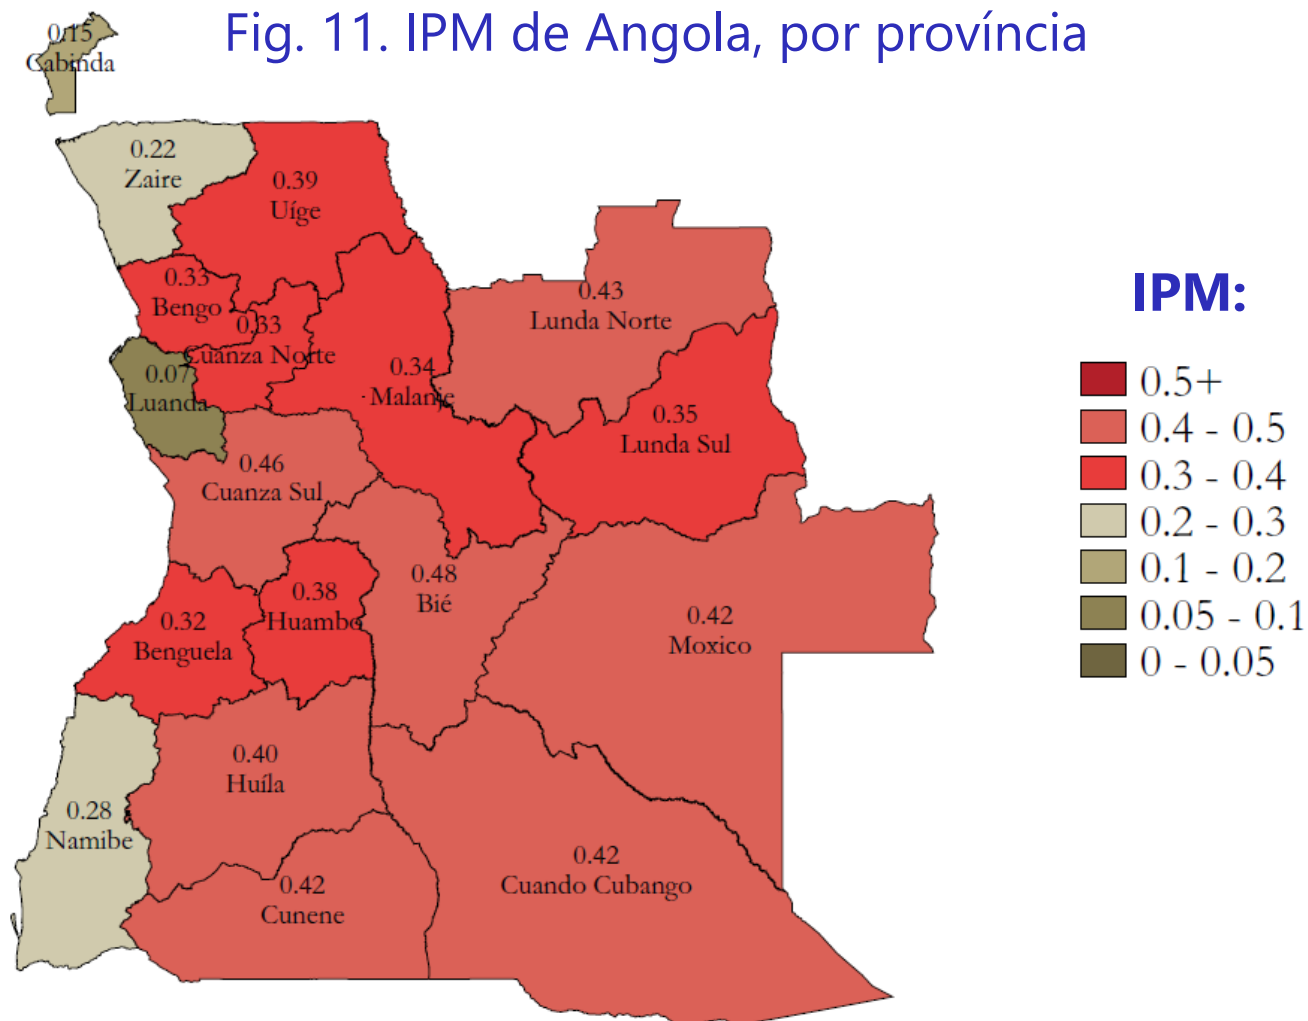 Fig. 11. IPM de Angola, por província
0.15
Cabinda
0.22
Zaire
0.39
Uíge
0.33
Bengo
0.33
Cuanza Norte
0.07
Luanda
0.34
Malanje
0.43
Lunda Norte
0.35
Lunda Sul
0.46
Cuanza Sul
0.48
Bié
0.38
Huambo
0.32
Benguela
0.42
Moxico
0.40
Huíla
0.28
Namibe
0.42
Cunene
0.42
Cuando Cubango
IPM:
0.5+
0.4 - 0.5
0.3 - 0.4
0.2 - 0.3
0.1 - 0.2
0.05 - 0.1
0 - 0.05